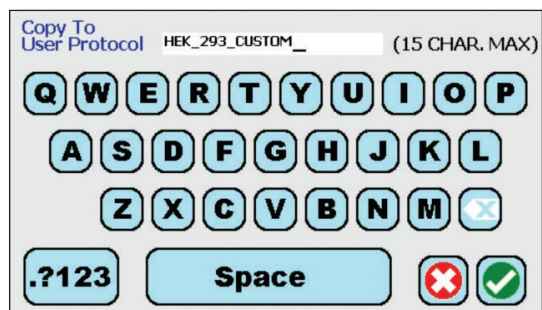 Copy To
User Protocol HEK_293_CUSTOM_ (15 CHAR. MAX)
Q W E R T Y U I O P
A S D F G H J K L
Z X C V B N M X
.?123 Space